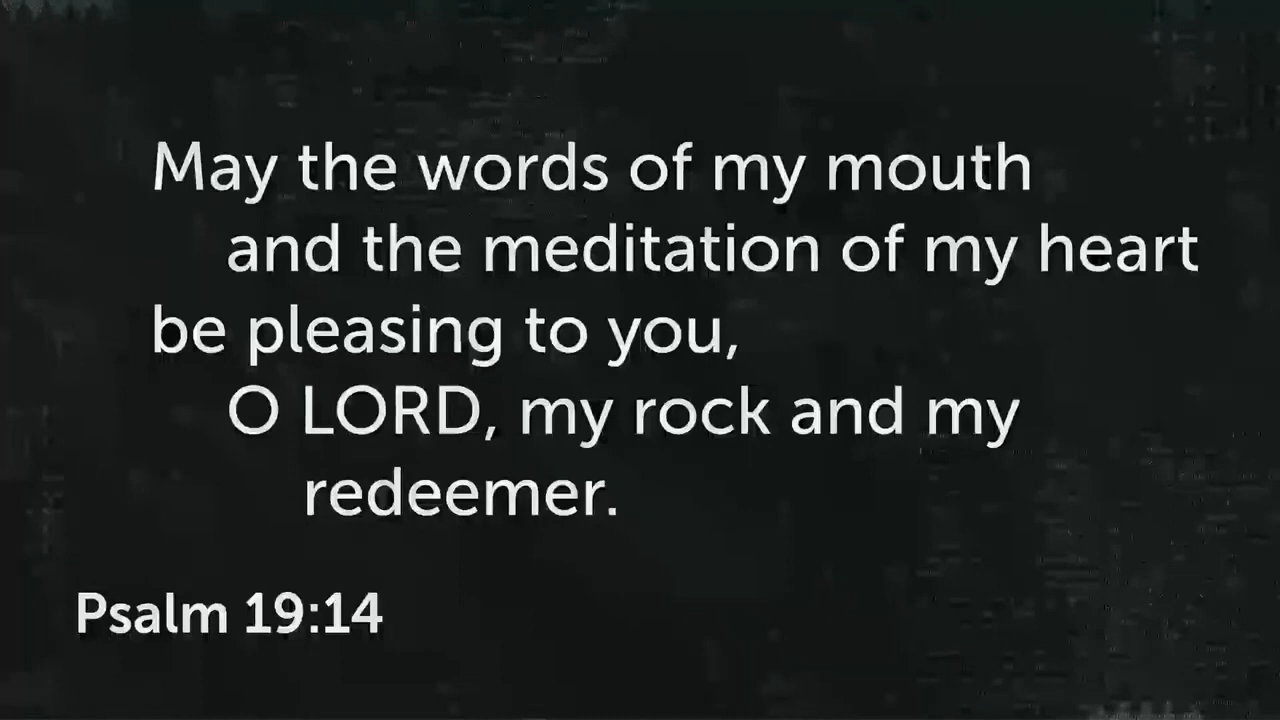 May the words of my mouth
and the meditation of my heart
be pleasing to you,
O LORD, my rock and my
redeemer.
Psalm 19:14